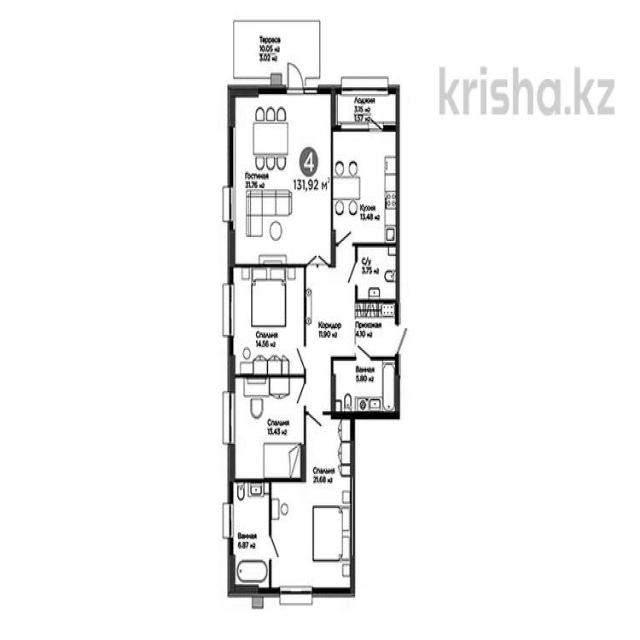 Терраса
10.05 м²
3.02 м²
krisha.kz
Лоджия
3.15 м²
1.57 м²
4
131,92 м²
Гостиная
31.76 м²
Кухня
13.48 м²
С/у
3.75 м²
Спальня
14.56 м²
Коридор
11.90 м²
Прихожая
4.10 м²
Ванная
5.80 м²
Спальня
13.43 м²
Спальня
21.68 м²
Ванная
6.87 м²